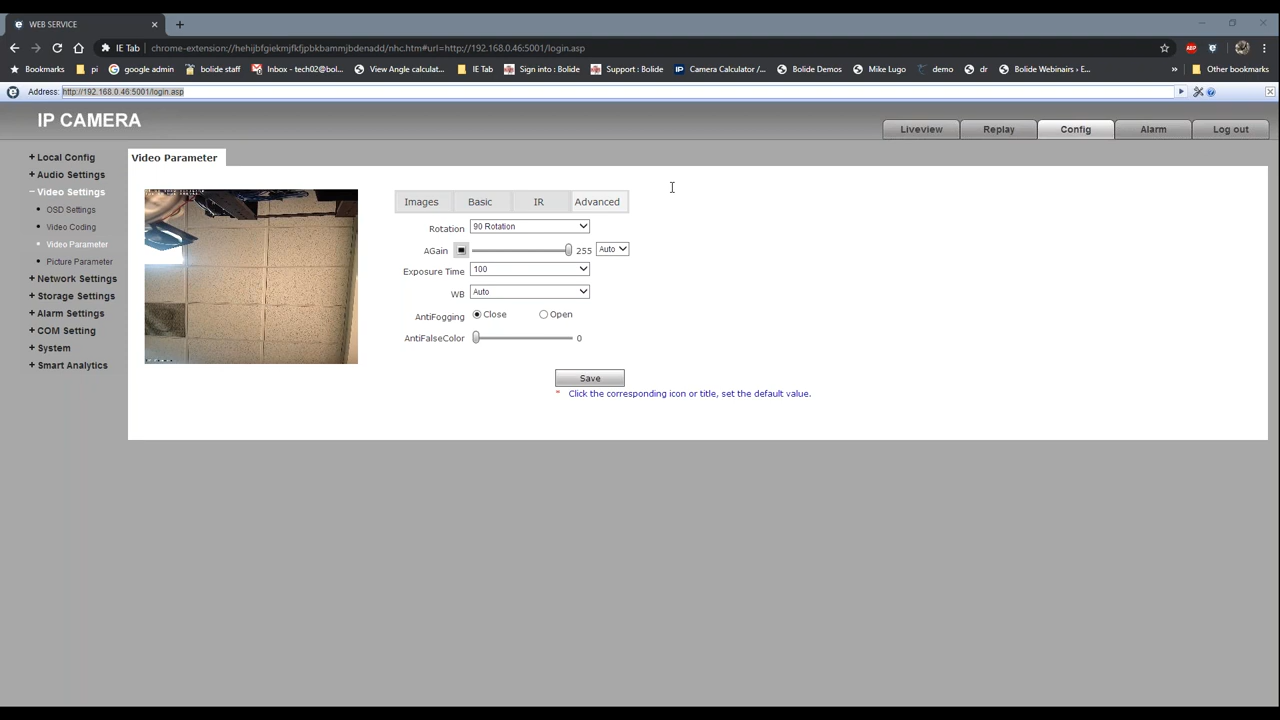 WEB SERVICE
IE Tab chrome-extension://hehijbfgiekmjfkfjpbkbammjbdenadd/nhc.htm#url=http://192.168.0.46:5001/login.asp
ABP
Bookmarks pi google admin bolide staff Inbox - tech02@bol... View Angle calculat... IE Tab Sign into : Bolide Support : Bolide IP Camera Calculator /... Bolide Demos Mike Lugo demo dr Bolide Webinairs › E... » Other bookmarks
Address: http://192.168.0.46:5001/login.asp
IP CAMERA
Liveview Replay Config Alarm Log out
+ Local Config
+ Audio Settings
− Video Settings
OSD Settings
Video Coding
Video Parameter
Picture Parameter
+ Network Settings
+ Storage Settings
+ Alarm Settings
+ COM Setting
+ System
+ Smart Analytics
Video Parameter
Images Basic IR Advanced
Rotation 90 Rotation
AGain 255 Auto
Exposure Time 100
WB Auto
AntiFogging Close Open
AntiFalseColor 0
Save
* Click the corresponding icon or title, set the default value.